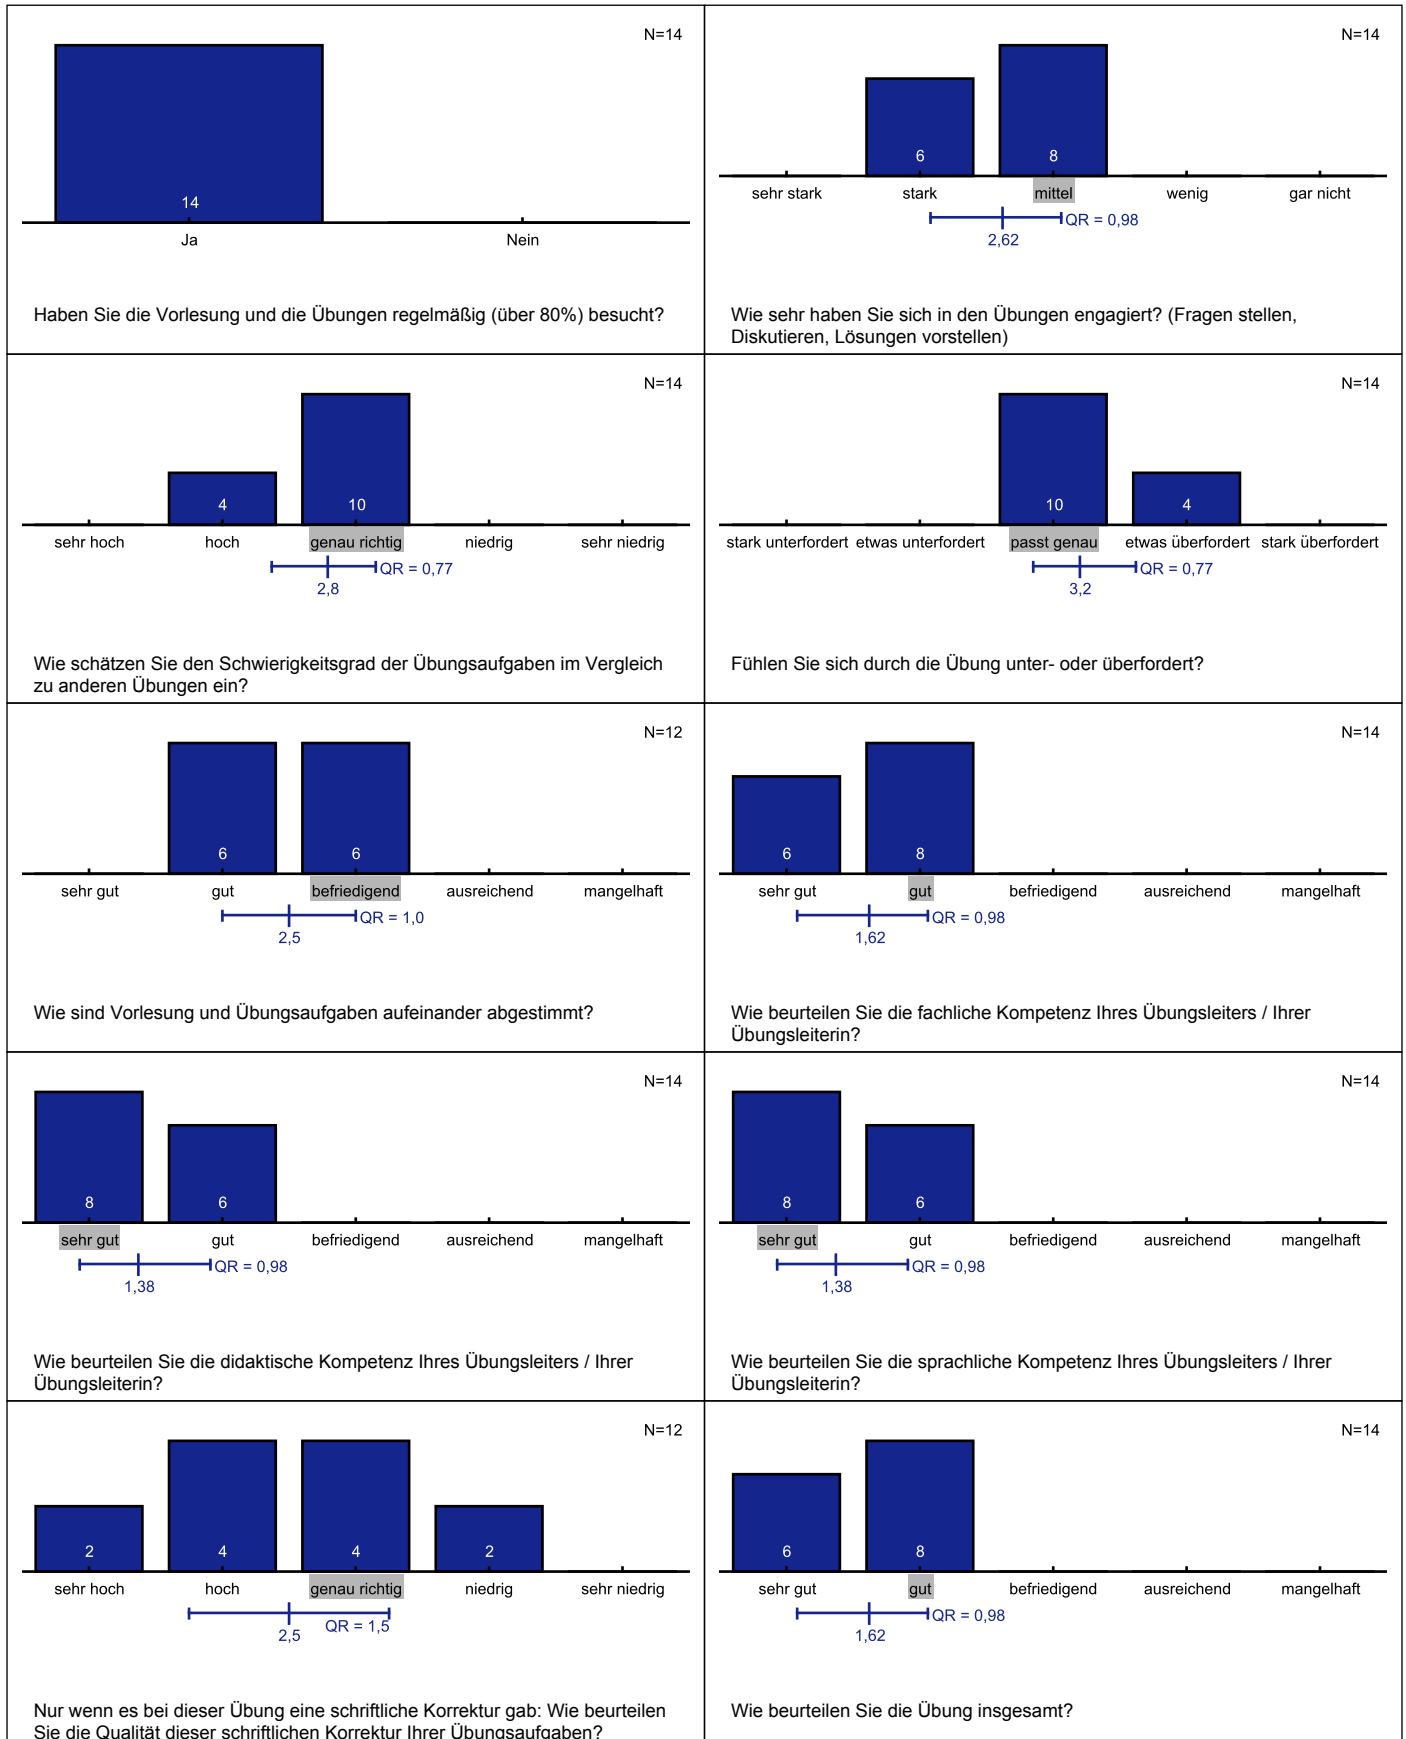 N=14
14
Ja Nein
Haben Sie die Vorlesung und die Übungen regelmäßig (über 80%) besucht?
N=14
6 8
sehr stark stark mittel wenig gar nicht
QR = 0,98
2,62
Wie sehr haben Sie sich in den Übungen engagiert? (Fragen stellen,
Diskutieren, Lösungen vorstellen)
N=14
4 10
sehr hoch hoch genau richtig niedrig sehr niedrig
QR = 0,77
2,8
Wie schätzen Sie den Schwierigkeitsgrad der Übungsaufgaben im Vergleich
zu anderen Übungen ein?
N=14
10 4
stark unterfordert etwas unterfordert passt genau etwas überfordert stark überfordert
QR = 0,77
3,2
Fühlen Sie sich durch die Übung unter- oder überfordert?
N=12
6 6
sehr gut gut befriedigend ausreichend mangelhaft
QR = 1,0
2,5
Wie sind Vorlesung und Übungsaufgaben aufeinander abgestimmt?
N=14
6 8
sehr gut gut befriedigend ausreichend mangelhaft
QR = 0,98
1,62
Wie beurteilen Sie die fachliche Kompetenz Ihres Übungsleiters / Ihrer
Übungsleiterin?
N=14
8 6
sehr gut gut befriedigend ausreichend mangelhaft
QR = 0,98
1,38
Wie beurteilen Sie die didaktische Kompetenz Ihres Übungsleiters / Ihrer
Übungsleiterin?
N=14
8 6
sehr gut gut befriedigend ausreichend mangelhaft
QR = 0,98
1,38
Wie beurteilen Sie die sprachliche Kompetenz Ihres Übungsleiters / Ihrer
Übungsleiterin?
N=12
2 4 4 2
sehr hoch hoch genau richtig niedrig sehr niedrig
QR = 1,5
2,5
Nur wenn es bei dieser Übung eine schriftliche Korrektur gab: Wie beurteilen
Sie die Qualität dieser schriftlichen Korrektur Ihrer Übungsaufgaben?
N=14
6 8
sehr gut gut befriedigend ausreichend mangelhaft
QR = 0,98
1,62
Wie beurteilen Sie die Übung insgesamt?